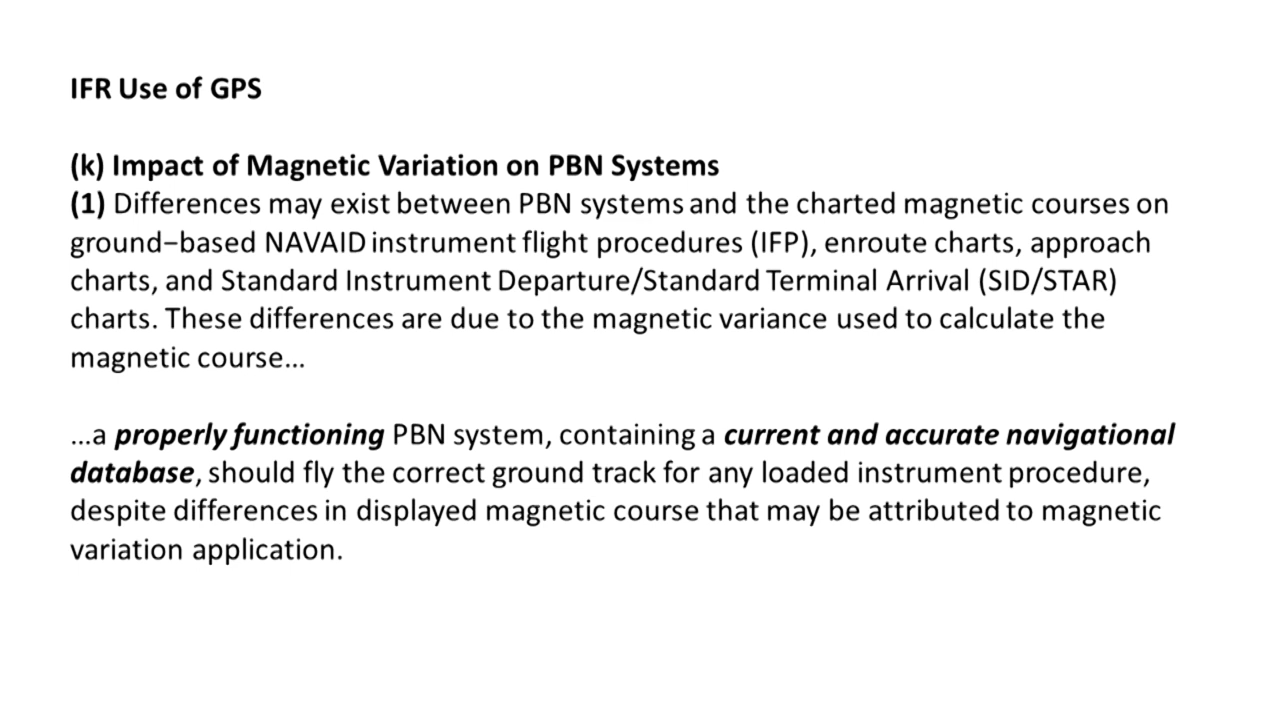 IFR Use of GPS
(k) Impact of Magnetic Variation on PBN Systems
(1) Differences may exist between PBN systems and the charted magnetic courses on
ground−based NAVAID instrument flight procedures (IFP), enroute charts, approach
charts, and Standard Instrument Departure/Standard Terminal Arrival (SID/STAR)
charts. These differences are due to the magnetic variance used to calculate the
magnetic course…
…a properly functioning PBN system, containing a current and accurate navigational
database, should fly the correct ground track for any loaded instrument procedure,
despite differences in displayed magnetic course that may be attributed to magnetic
variation application.